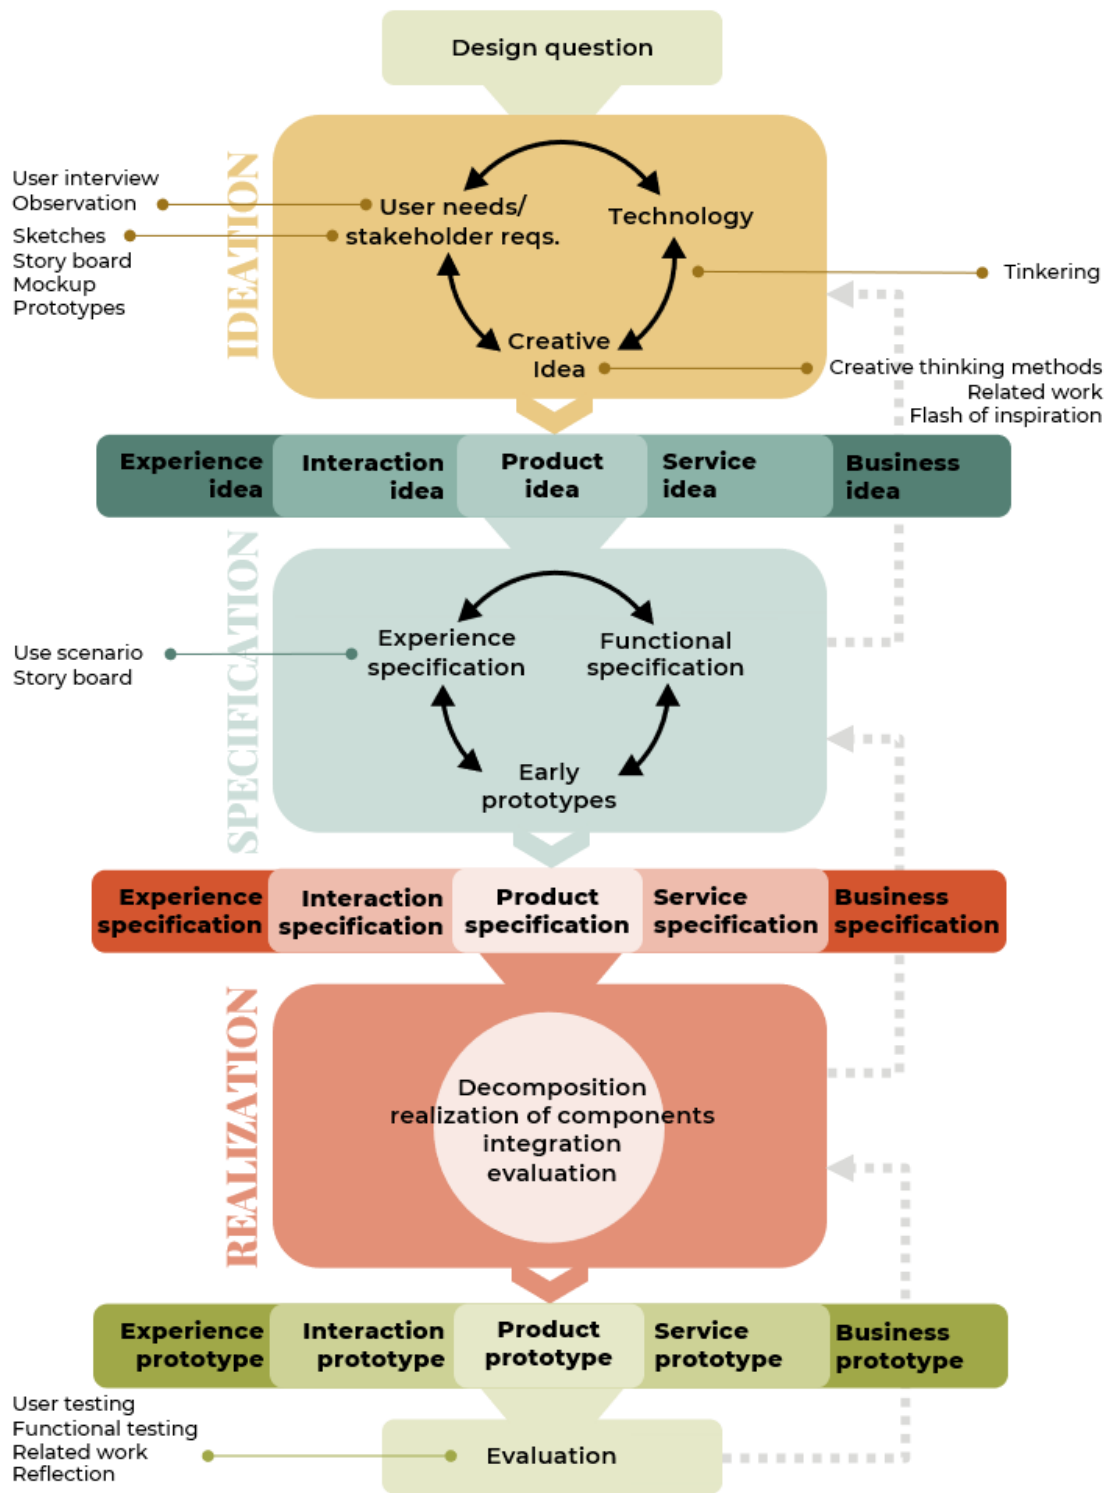 Design question
IDEATION
User interview
Observation
Sketches
Story board
Mockup
Prototypes
User needs/
stakeholder reqs.
Technology
Tinkering
Creative
Idea
Creative thinking methods
Related work
Flash of inspiration
Experience
idea
Interaction
idea
Product
idea
Service
idea
Business
idea
SPECIFICATION
Use scenario
Story board
Experience
specification
Functional
specification
Early
prototypes
Experience
specification
Interaction
specification
Product
specification
Service
specification
Business
specification
REALIZATION
Decomposition
realization of components
integration
evaluation
Experience
prototype
Interaction
prototype
Product
prototype
Service
prototype
Business
prototype
User testing
Functional testing
Related work
Reflection
Evaluation